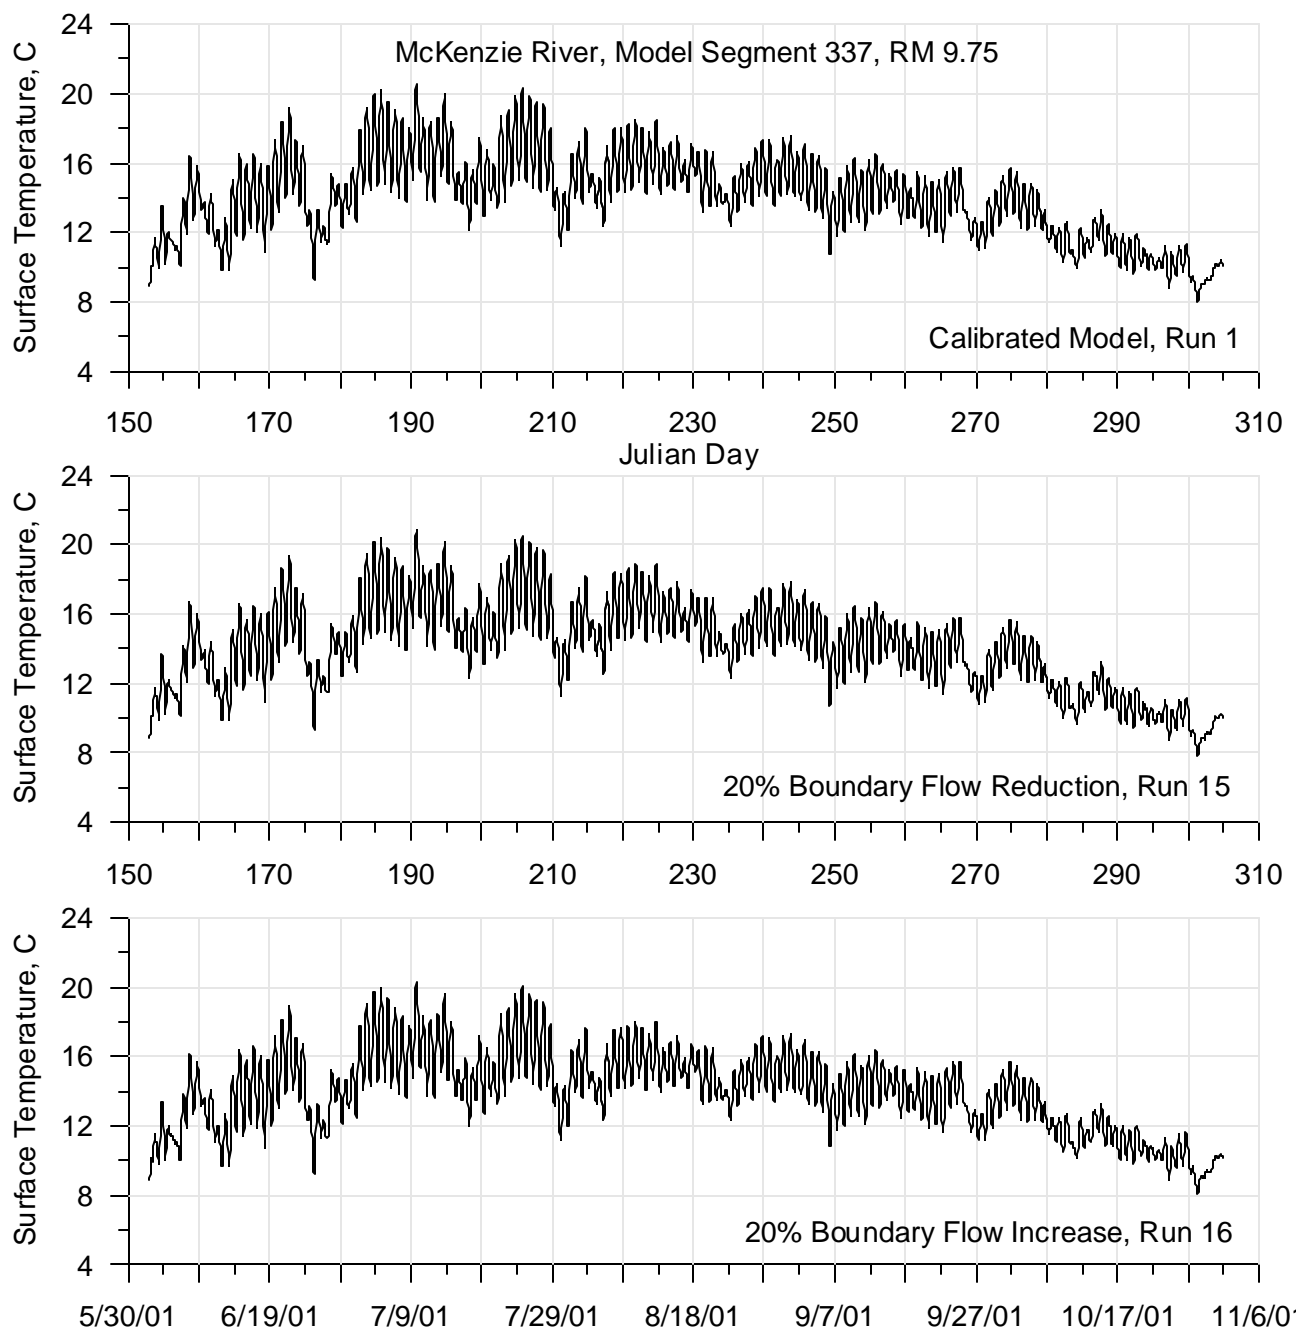 24
20
16
12
8
4
Surface Temperature, C
McKenzie River, Model Segment 337, RM 9.75
Calibrated Model, Run 1
150 170 190 210 230 250 270 290 310
Julian Day
24
20
16
12
8
4
Surface Temperature, C
20% Boundary Flow Reduction, Run 15
150 170 190 210 230 250 270 290 310
24
20
16
12
8
4
Surface Temperature, C
20% Boundary Flow Increase, Run 16
5/30/01 6/19/01 7/9/01 7/29/01 8/18/01 9/7/01 9/27/01 10/17/01 11/6/01